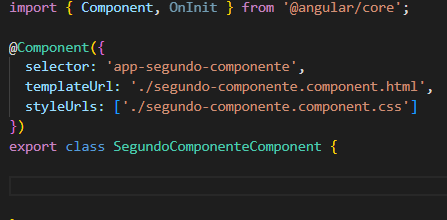 import { Component, OnInit } from '@angular/core';
@Component({
selector: 'app-segundo-componente',
templateUrl: './segundo-componente.component.html',
styleUrls: ['./segundo-componente.component.css']
})
export class SegundoComponenteComponent {